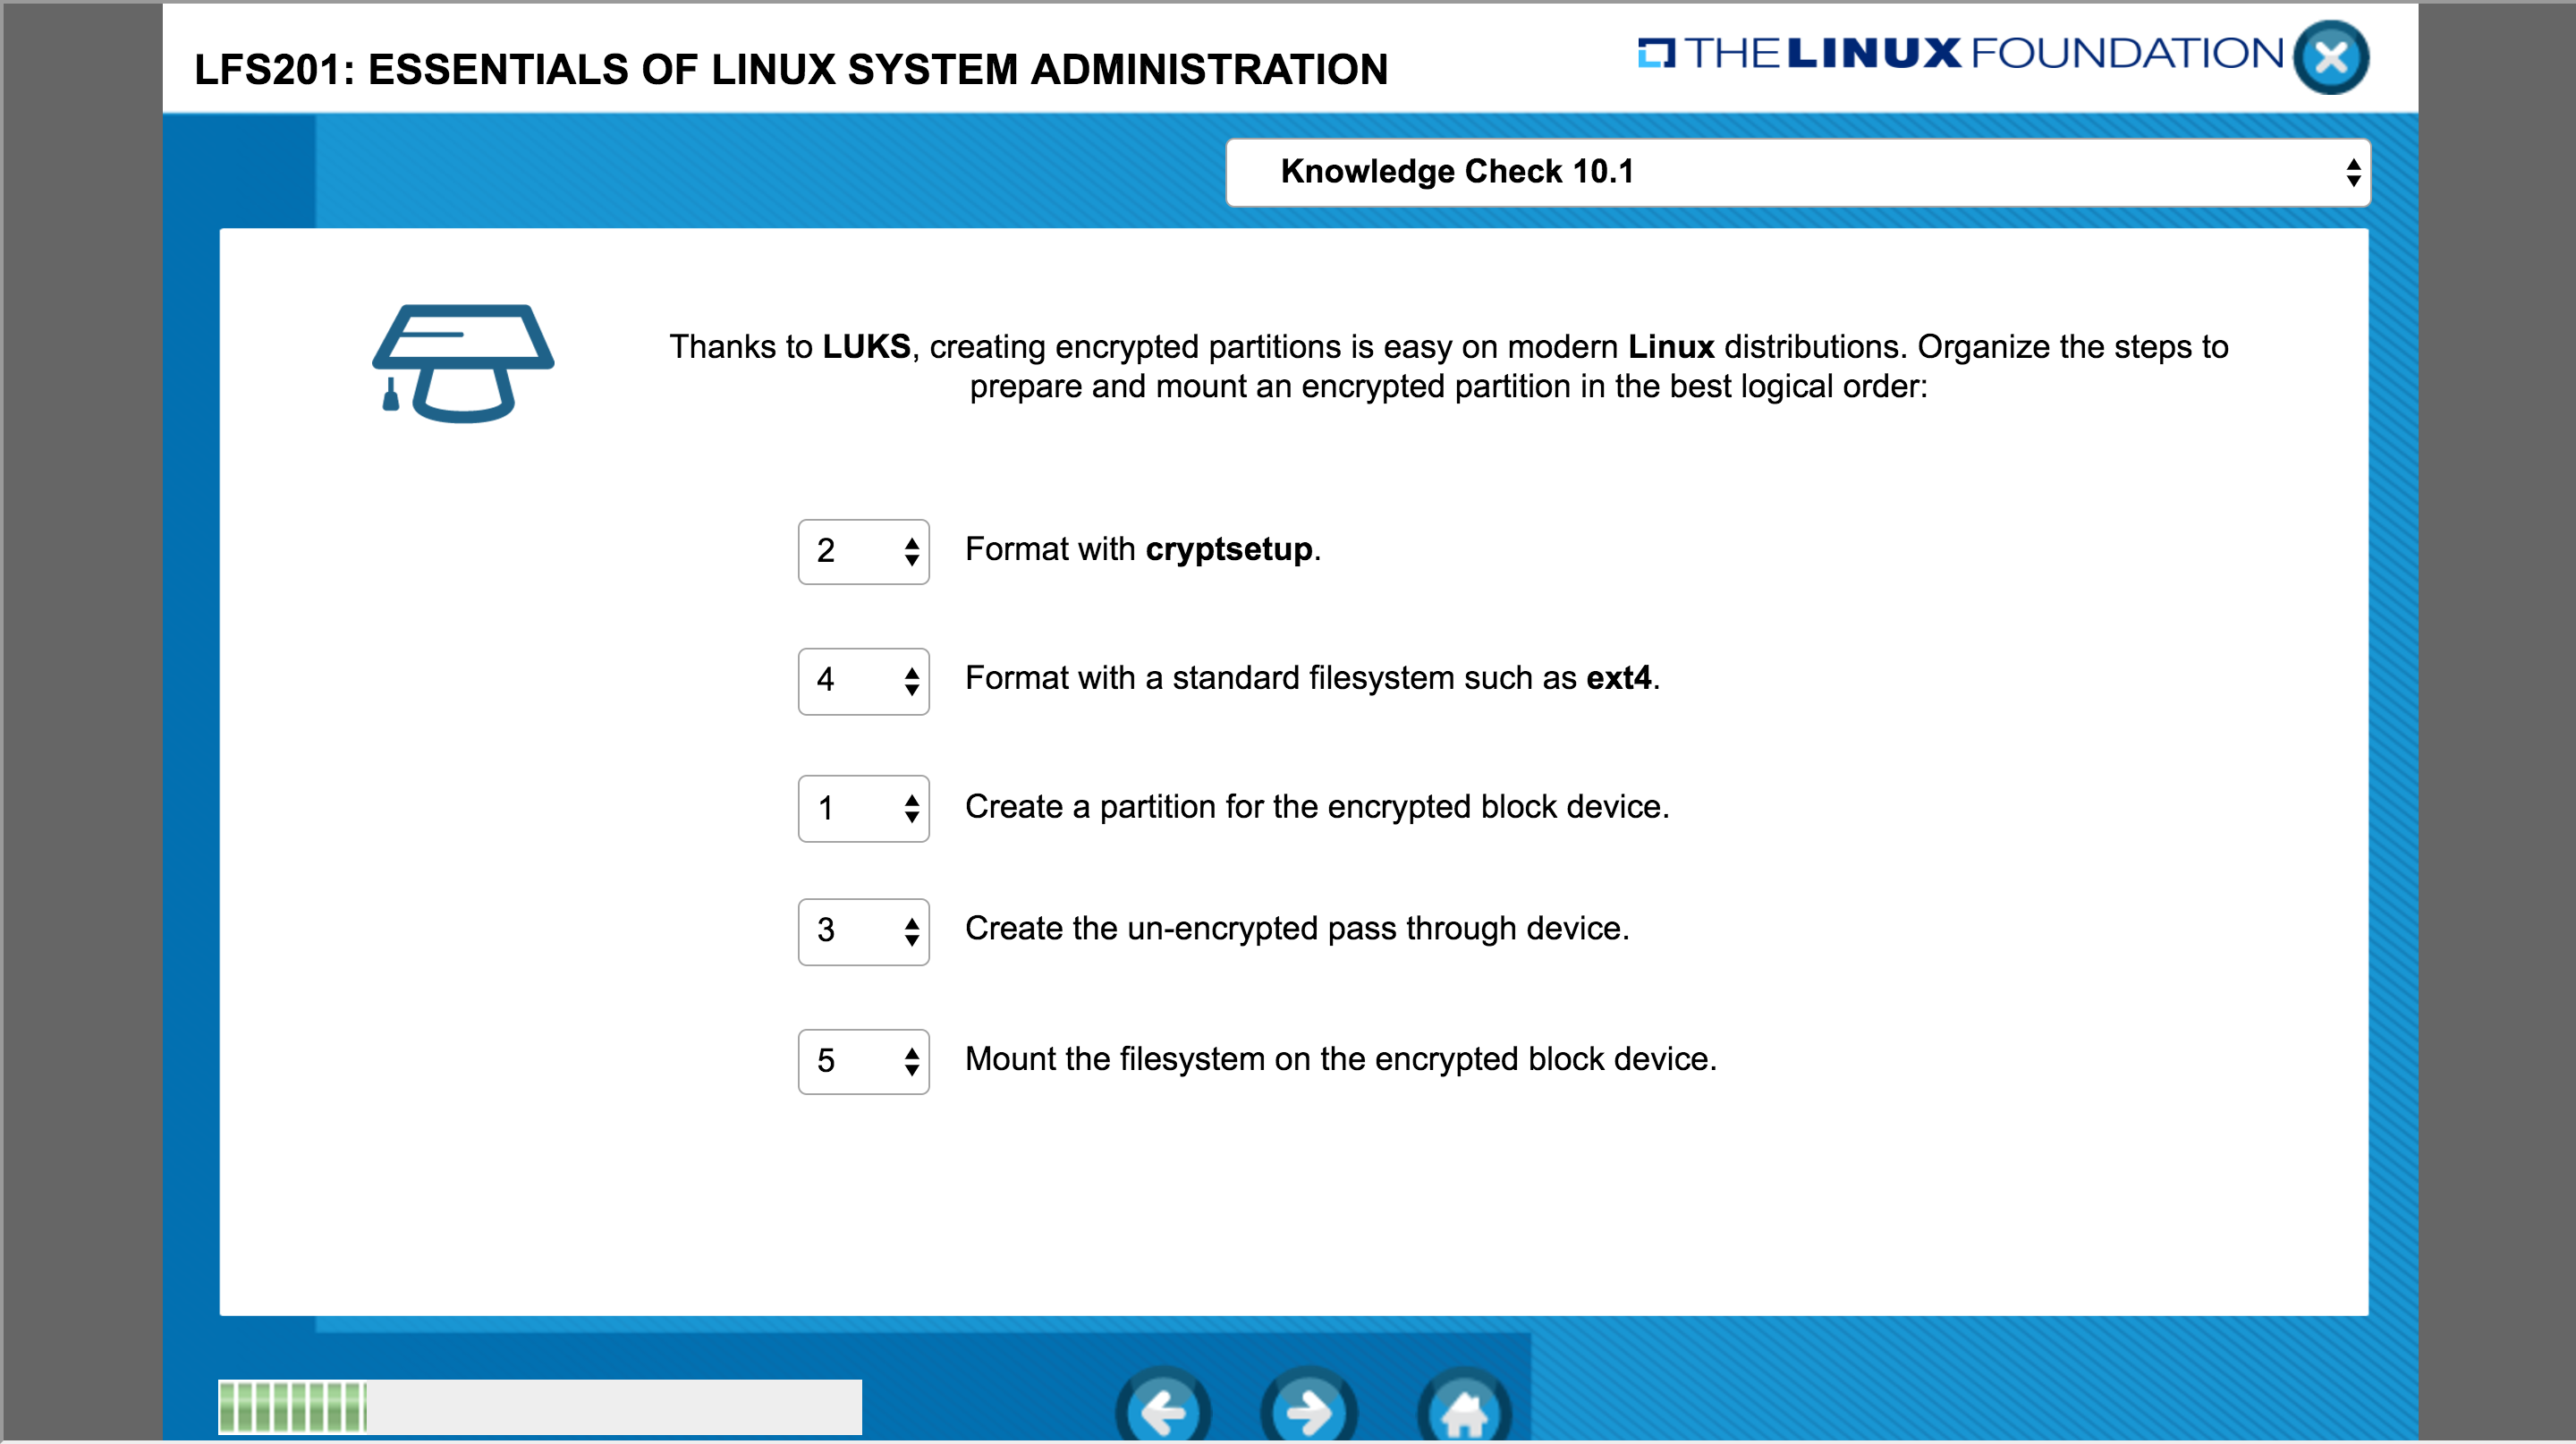 LFS201: ESSENTIALS OF LINUX SYSTEM ADMINISTRATION
THE LINUX FOUNDATION
Knowledge Check 10.1
Thanks to LUKS, creating encrypted partitions is easy on modern Linux distributions. Organize the steps to
prepare and mount an encrypted partition in the best logical order:
2 Format with cryptsetup.
4 Format with a standard filesystem such as ext4.
1 Create a partition for the encrypted block device.
3 Create the un-encrypted pass through device.
5 Mount the filesystem on the encrypted block device.